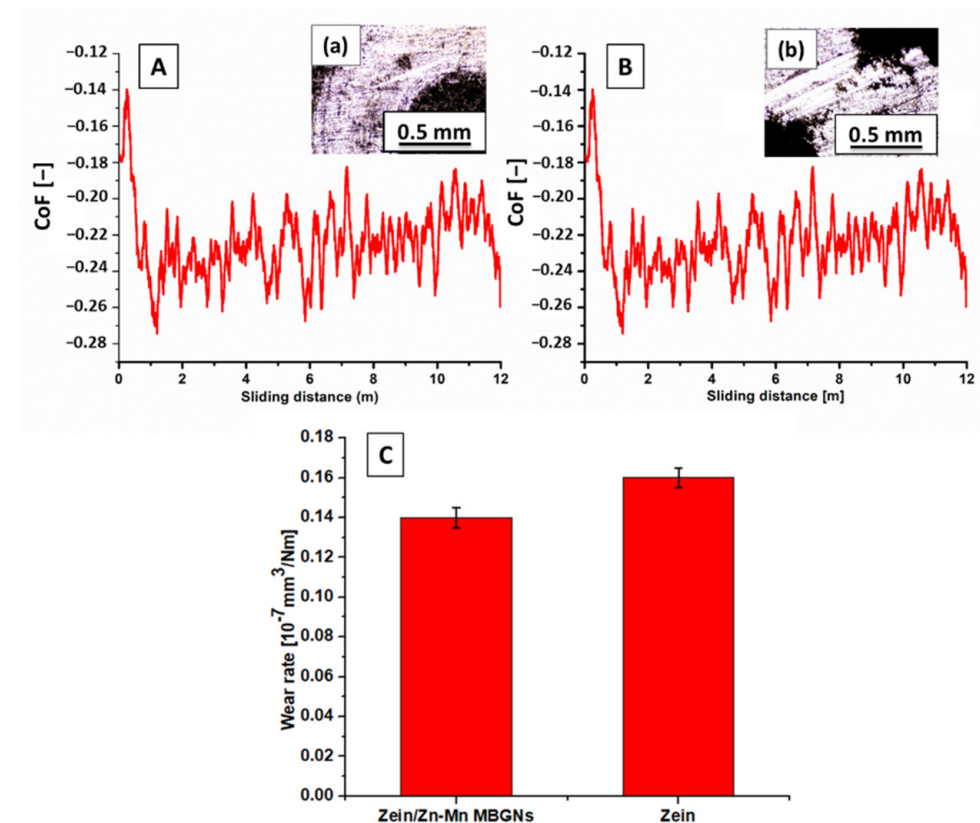 A
(a)
0.5 mm
−0.12
−0.14
−0.16
−0.18
−0.20
−0.22
−0.24
−0.26
−0.28
CoF [−]
0 2 4 6 8 10 12
Sliding distance (m)
B
(b)
0.5 mm
−0.12
−0.14
−0.16
−0.18
−0.20
−0.22
−0.24
−0.26
−0.28
CoF [−]
0 2 4 6 8 10 12
Sliding distance [m]
C
0.18
0.16
0.14
0.12
0.10
0.08
0.06
0.04
0.02
0.00
Wear rate [10⁻⁷ mm³/Nm]
Zein/Zn-Mn MBGNs Zein